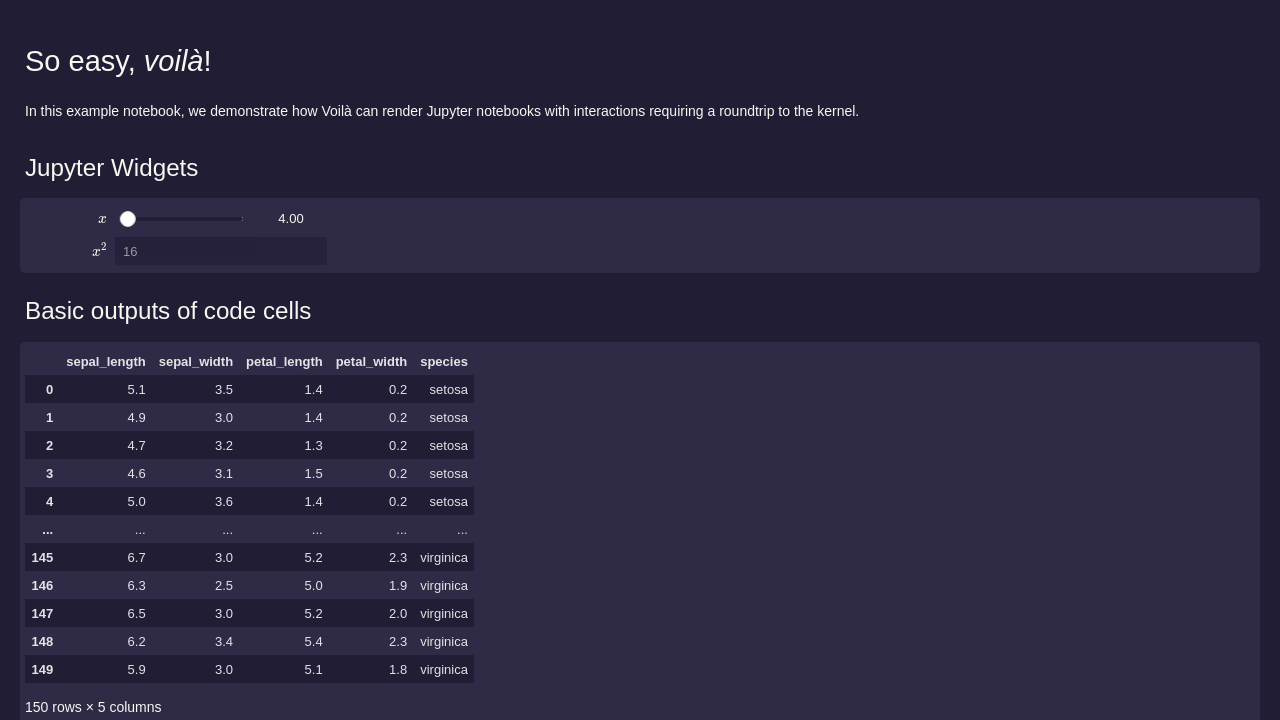 So easy, voilà!
In this example notebook, we demonstrate how Voilà can render Jupyter notebooks with interactions requiring a roundtrip to the kernel.
Jupyter Widgets
x 4.00
x² 16
Basic outputs of code cells
sepal_length sepal_width petal_length petal_width species
0 5.1 3.5 1.4 0.2 setosa
1 4.9 3.0 1.4 0.2 setosa
2 4.7 3.2 1.3 0.2 setosa
3 4.6 3.1 1.5 0.2 setosa
4 5.0 3.6 1.4 0.2 setosa
... ... ... ... ... ...
145 6.7 3.0 5.2 2.3 virginica
146 6.3 2.5 5.0 1.9 virginica
147 6.5 3.0 5.2 2.0 virginica
148 6.2 3.4 5.4 2.3 virginica
149 5.9 3.0 5.1 1.8 virginica
150 rows × 5 columns